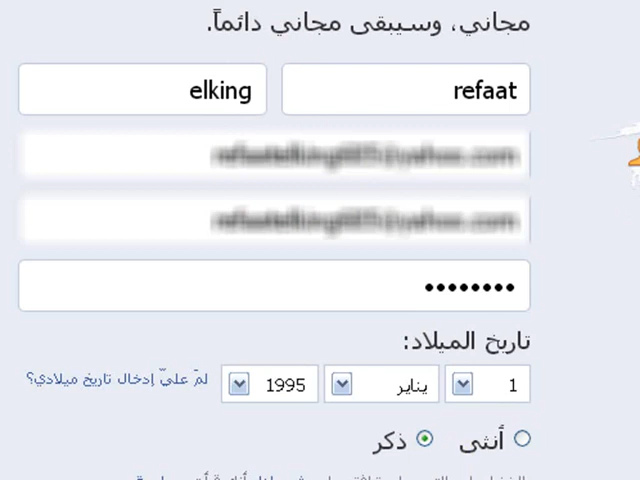 مجاني، وسيبقى مجاني دائماً.
refaat elking
••••••••
تاريخ الميلاد:
1 يناير 1995 لمَ عليّ إدخال تاريخ ميلادي؟
أنثى ذكر